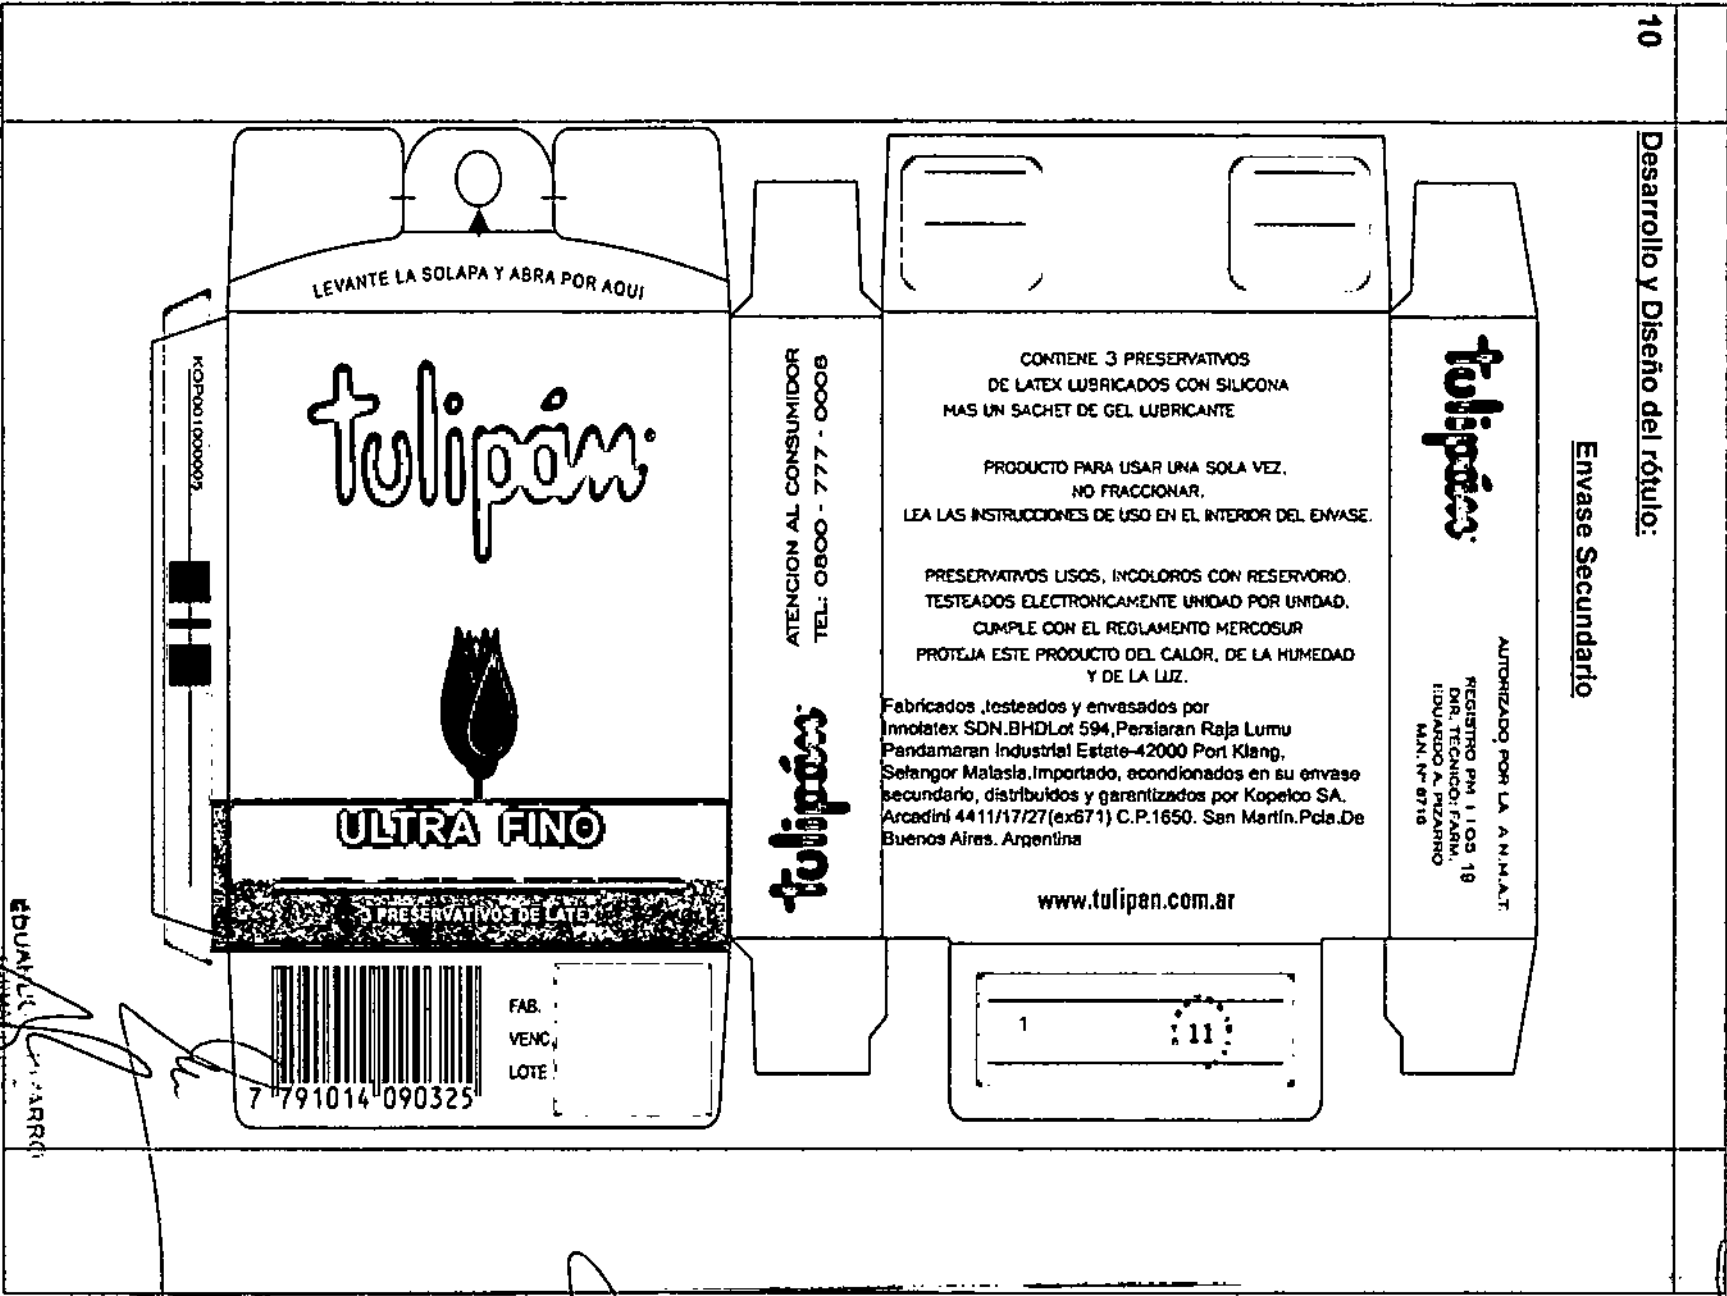 10
Desarrollo y Diseño del rótulo:
Envase Secundario
LEVANTE LA SOLAPA Y ABRA POR AQUI
tulipán
ULTRA FINO
3 PRESERVATIVOS DE LATEX
7 791014 090325
FAB.
VENC.
LOTE
ATENCION AL CONSUMIDOR
TEL: 0800 - 777 - 0008
tulipán
CONTIENE 3 PRESERVATIVOS
DE LATEX LUBRICADOS CON SILICONA
MAS UN SACHET DE GEL LUBRICANTE
PRODUCTO PARA USAR UNA SOLA VEZ.
NO FRACCIONAR.
LEA LAS INSTRUCCIONES DE USO EN EL INTERIOR DEL ENVASE.
PRESERVATIVOS LISOS, INCOLOROS CON RESERVORIO.
TESTEADOS ELECTRONICAMENTE UNIDAD POR UNIDAD.
CUMPLE CON EL REGLAMENTO MERCOSUR
PROTEJA ESTE PRODUCTO DEL CALOR, DE LA HUMEDAD
Y DE LA LUZ.
Fabricados ,testeados y envasados por
Innolatex SDN.BHDLot 594,Persiaran Raja Lumu
Pandamaran Industrial Estate-42000 Port Klang,
Selangor Malasia.Importado, acondionados en su envase
secundario, distribuidos y garantizados por Kopelco SA.
Arcadini 4411/17/27(ex671) C.P.1650. San Martín.Pcia.De
Buenos Aires. Argentina
www.tulipan.com.ar
1
11
tulipán
AUTORIZADO POR LA A.N.M.A.T.
REGISTRO PM 1 1 05 19
DIR. TECNICO: FARM.
EDUARDO A. PIZARRO
M.N. Nº 8716